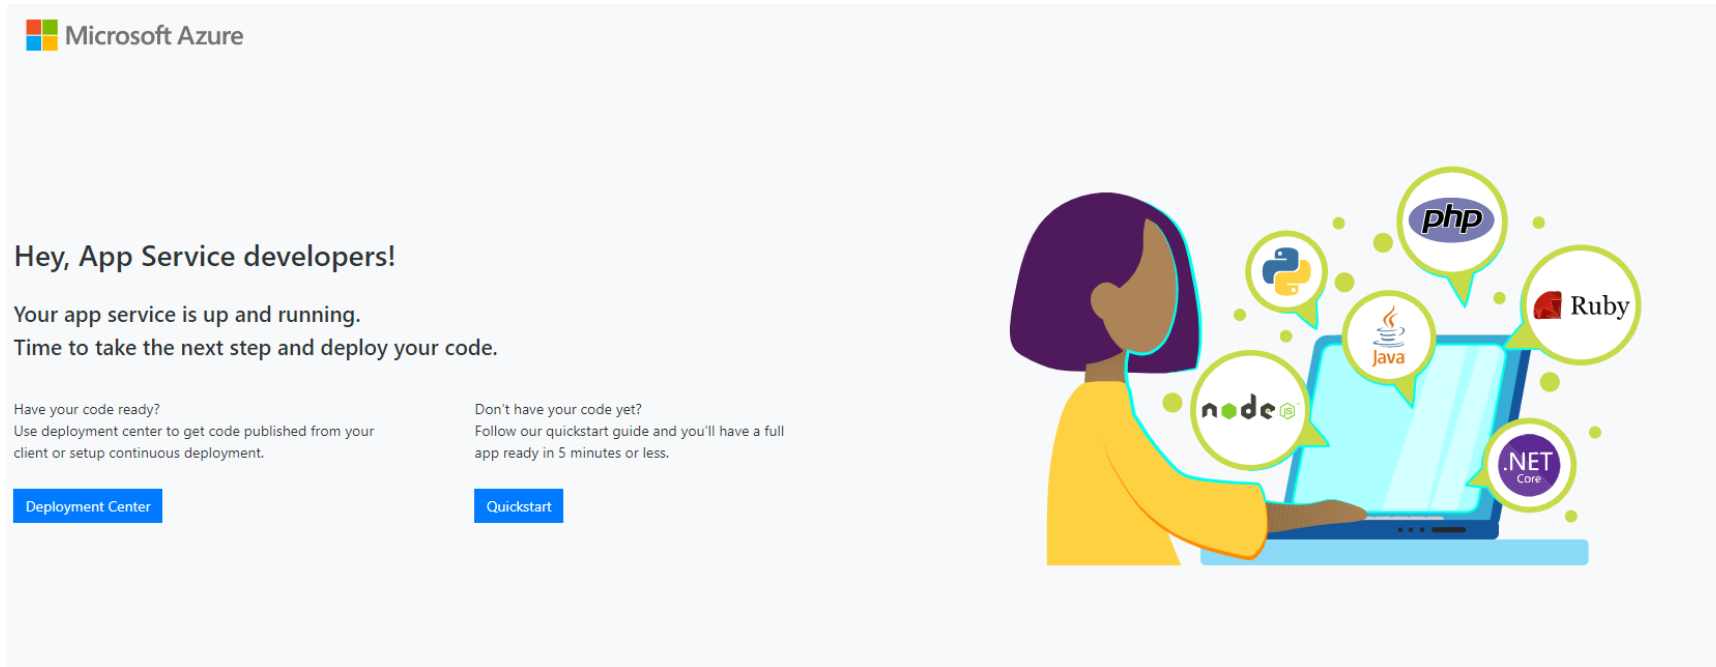 Microsoft Azure
Hey, App Service developers!
Your app service is up and running.
Time to take the next step and deploy your code.
Have your code ready?
Use deployment center to get code published from your
client or setup continuous deployment.
Deployment Center
Don't have your code yet?
Follow our quickstart guide and you'll have a full
app ready in 5 minutes or less.
Quickstart
php
Ruby
Java
node
JS
.NET
Core